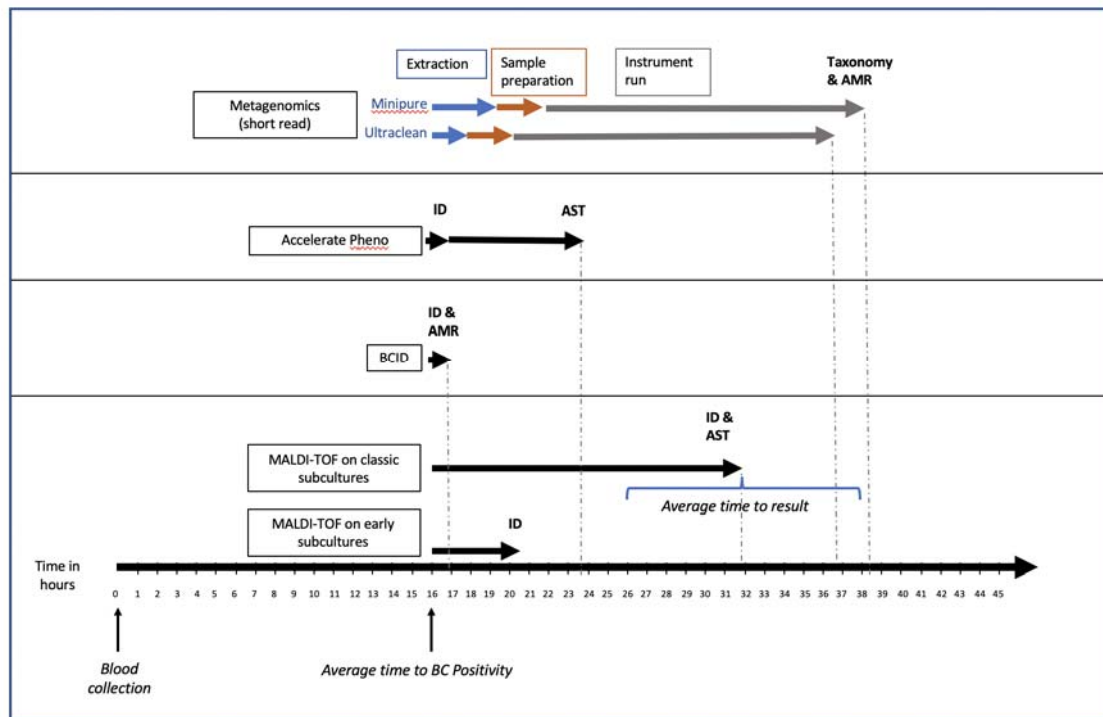 Extraction
Sample
preparation
Instrument
run
Taxonomy
& AMR
Metagenomics
(short read)
Minipure
Ultraclean
ID
AST
Accelerate Pheno
ID &
AMR
BCID
ID &
AST
MALDI-TOF on classic
subcultures
Average time to result
MALDI-TOF on early
subcultures
ID
Time in
hours
0 1 2 3 4 5 6 7 8 9 10 11 12 13 14 15 16 17 18 19 20 21 22 23 24 25 26 27 28 29 30 31 32 33 34 35 36 37 38 39 40 41 42 43 44 45
Blood
collection
Average time to BC Positivity